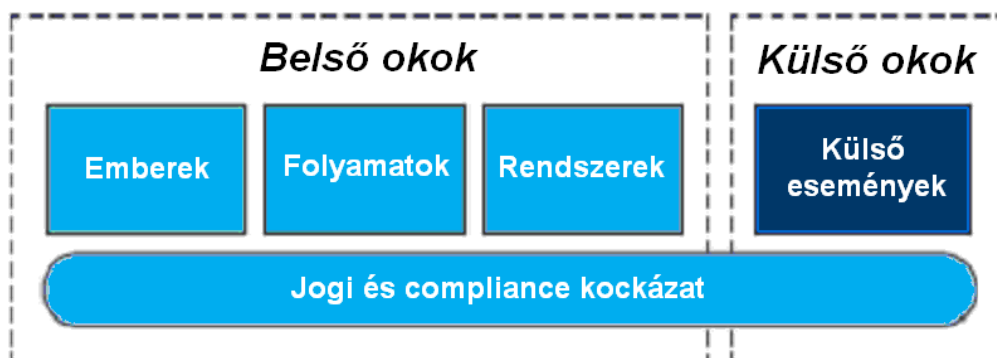 Belső okok
Külső okok
Emberek
Folyamatok
Rendszerek
Külső
események
Jogi és compliance kockázat